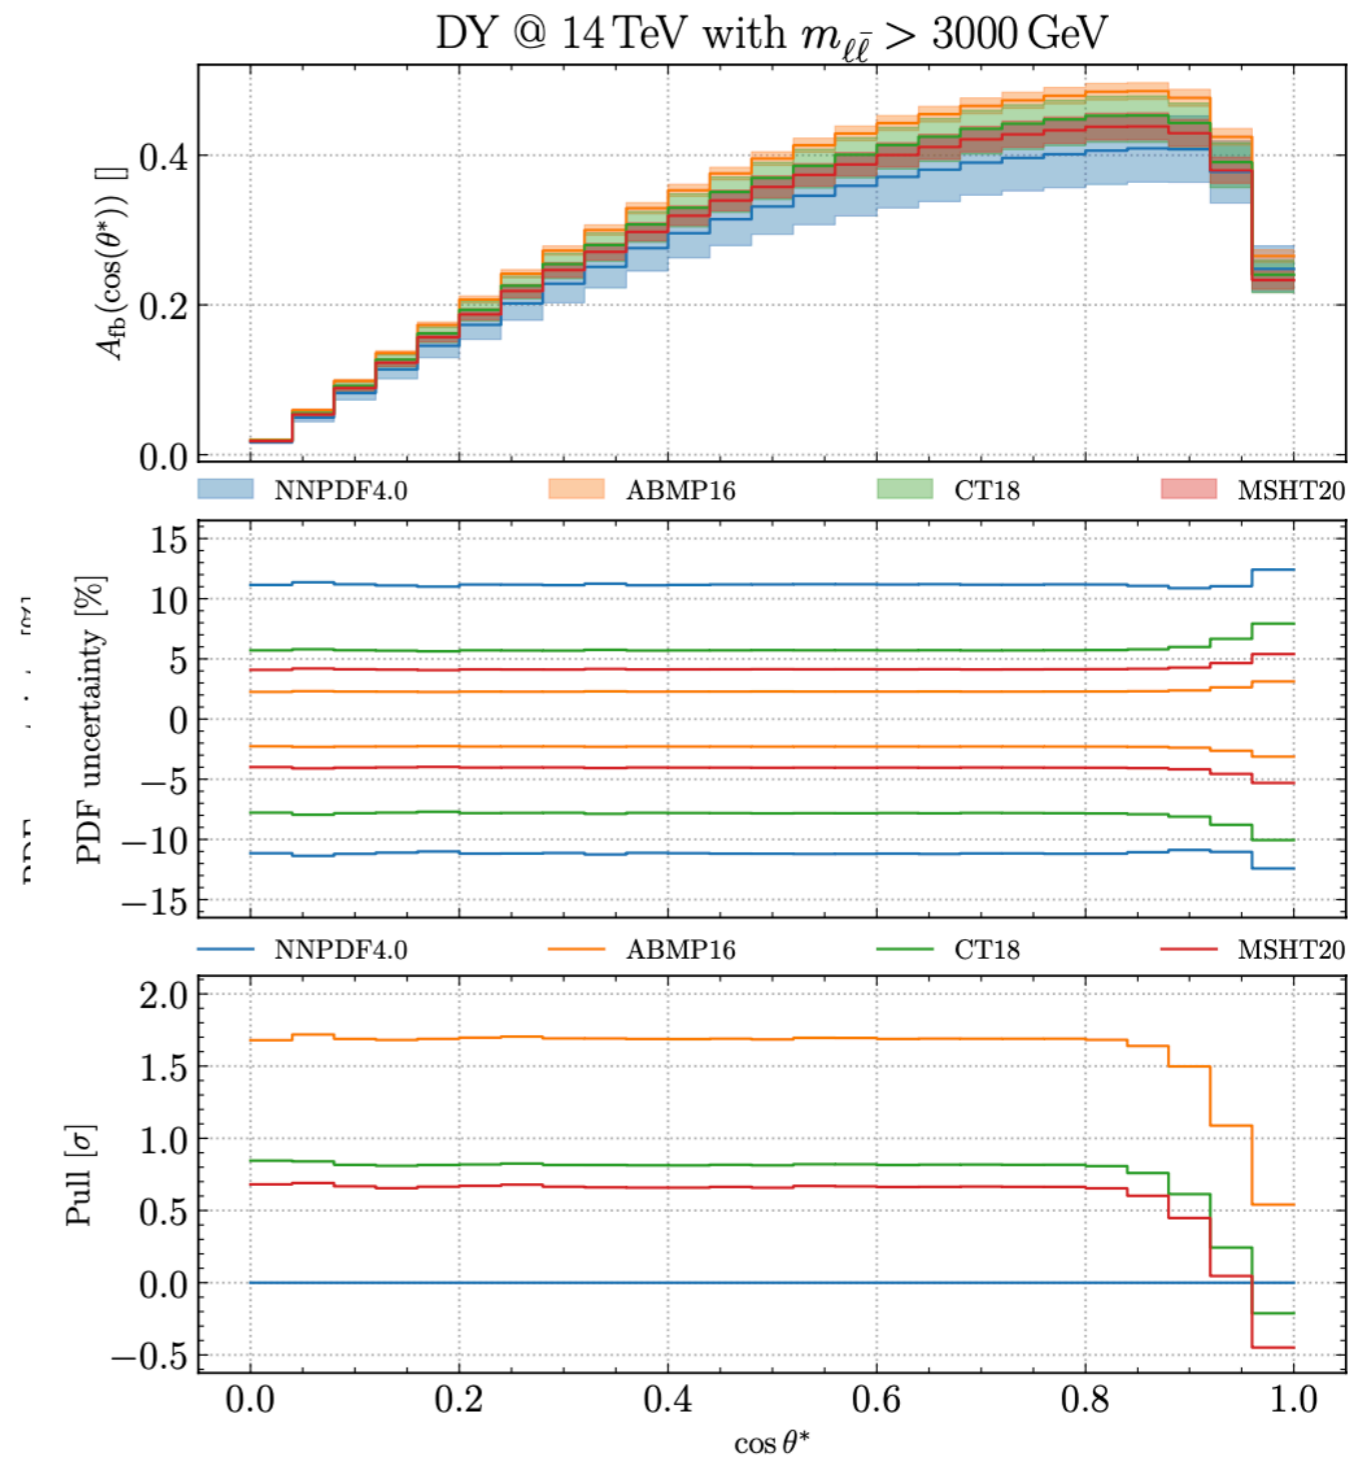 DY @ 14 TeV with m_{ℓℓ̄} > 3000 GeV
A_fb(cos(θ*)) []
0.4
0.2
0.0
NNPDF4.0 ABMP16 CT18 MSHT20
PDF uncertainty [%]
15
10
5
0
−5
−10
−15
NNPDF4.0 ABMP16 CT18 MSHT20
Pull [σ]
2.0
1.5
1.0
0.5
0.0
−0.5
0.0 0.2 0.4 0.6 0.8 1.0
cos θ*